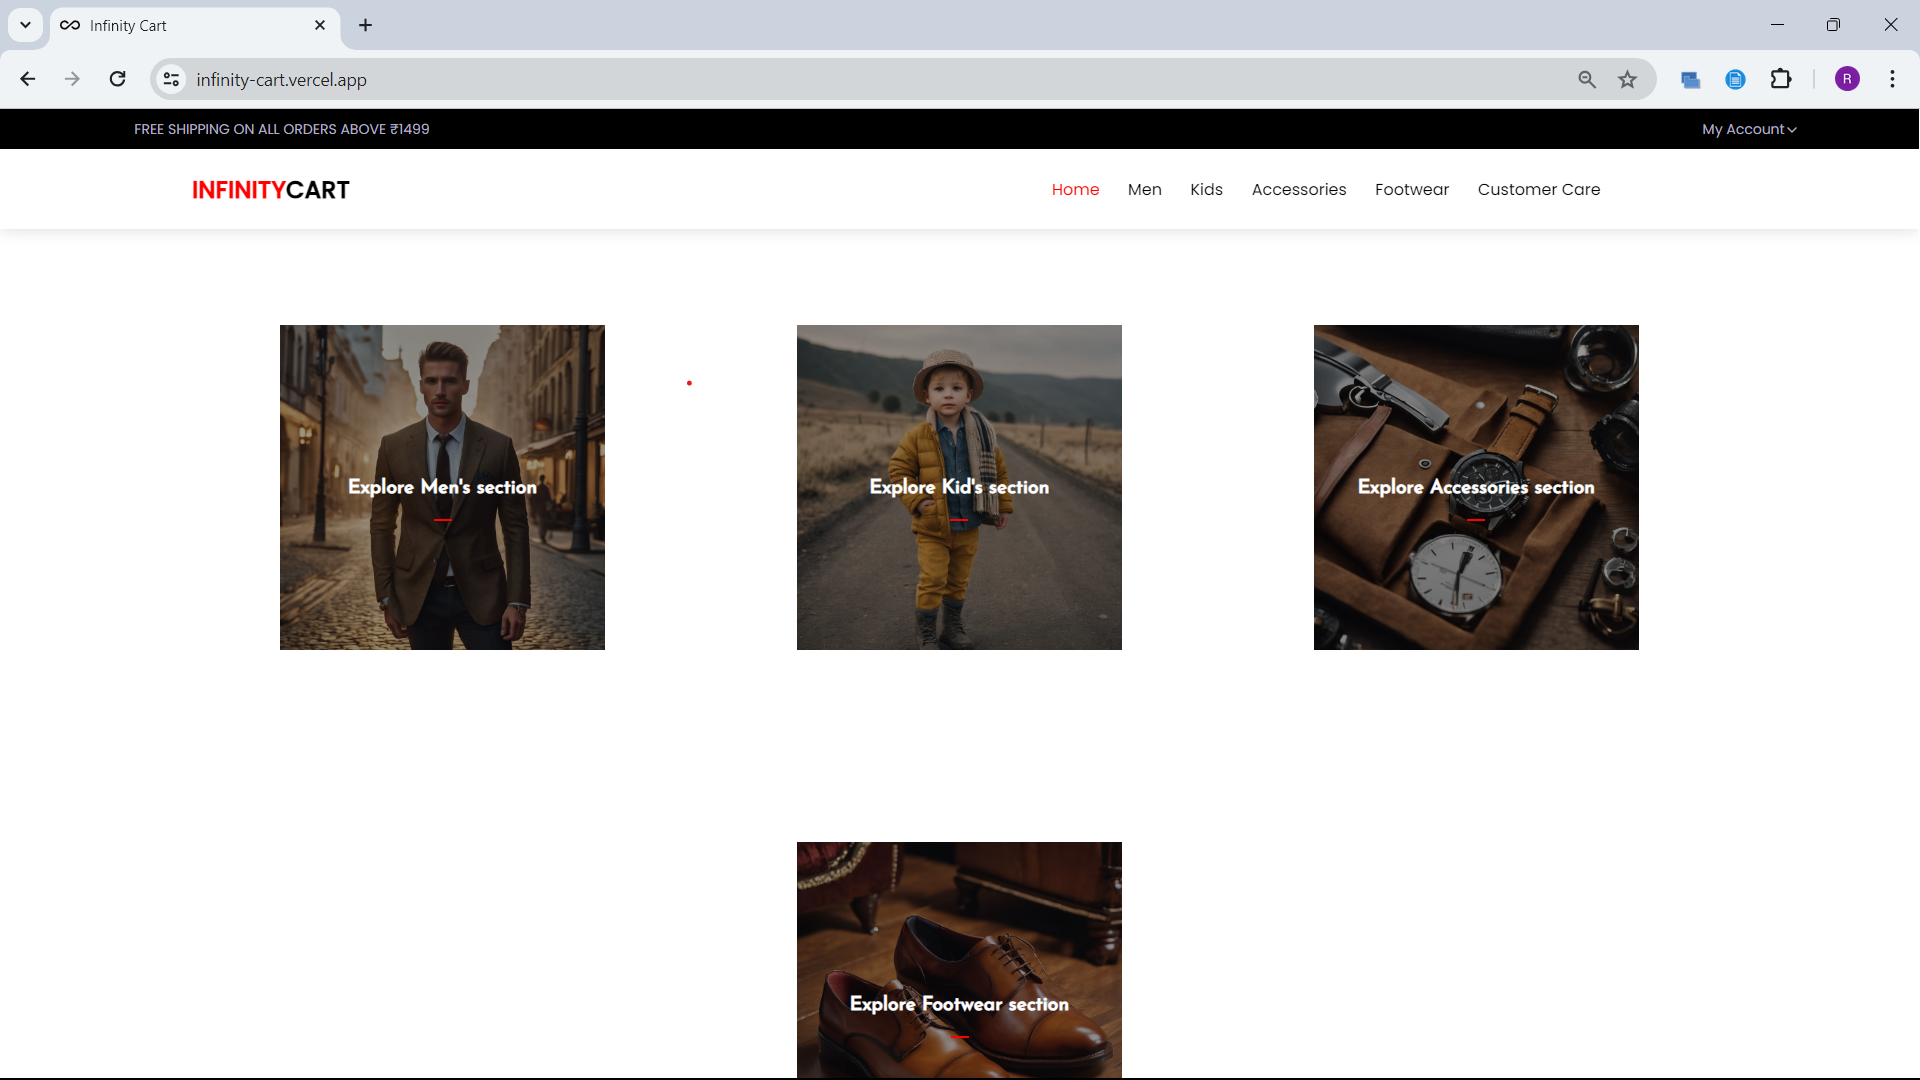 Infinity Cart
infinity-cart.vercel.app
R
FREE SHIPPING ON ALL ORDERS ABOVE ₹1499
My Account
INFINITYCART
Home Men Kids Accessories Footwear Customer Care
Explore Men's section
Explore Kid's section
Explore Accessories section
Explore Footwear section